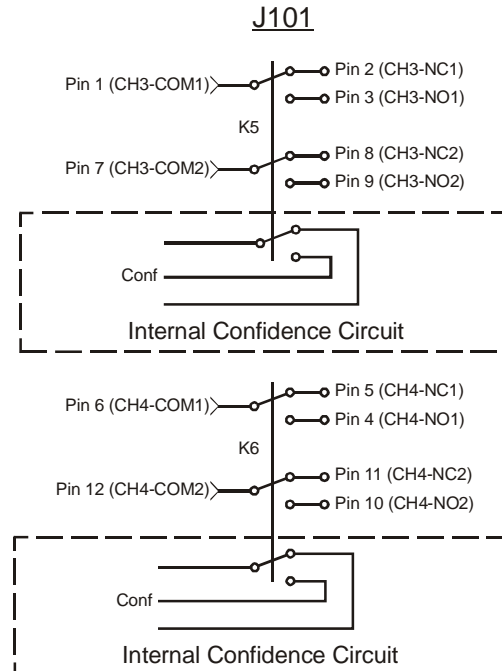 J101
Pin 1 (CH3-COM1)
Pin 2 (CH3-NC1)
Pin 3 (CH3-NO1)
K5
Pin 7 (CH3-COM2)
Pin 8 (CH3-NC2)
Pin 9 (CH3-NO2)
Conf
Internal Confidence Circuit
Pin 6 (CH4-COM1)
Pin 5 (CH4-NC1)
Pin 4 (CH4-NO1)
K6
Pin 12 (CH4-COM2)
Pin 11 (CH4-NC2)
Pin 10 (CH4-NO2)
Conf
Internal Confidence Circuit